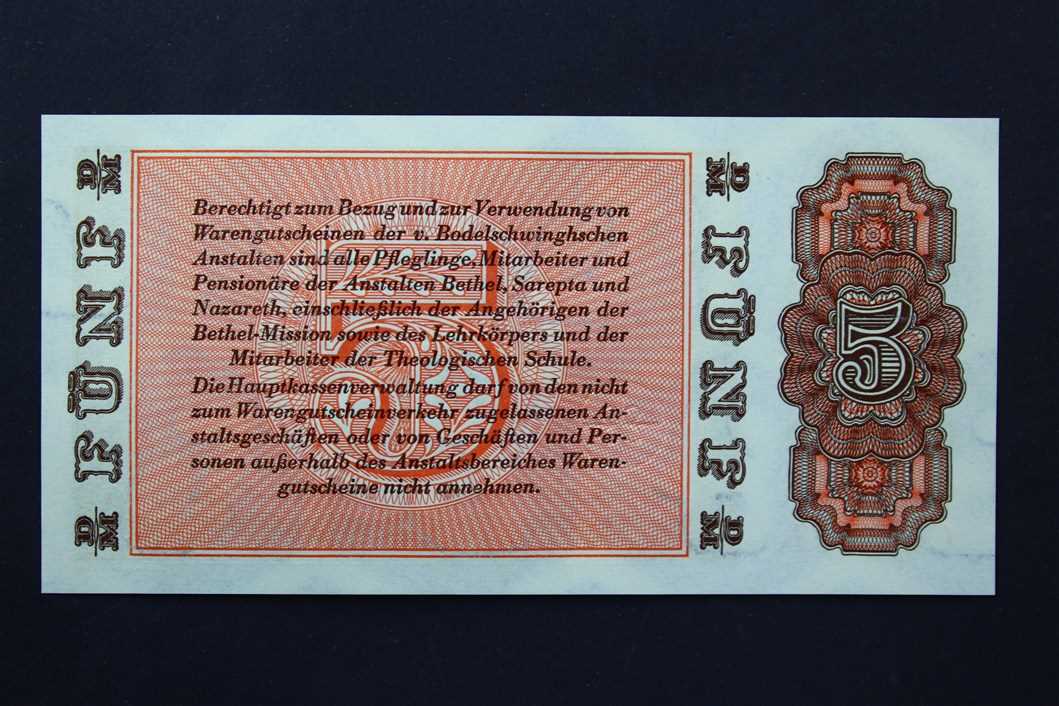 D
M
FÜNF
D
M
Berechtigt zum Bezug und zur Verwendung von
Warengutscheinen der v. Bodelschwinghschen
Anstalten sind alle Pfleglinge, Mitarbeiter und
Pensionäre der Anstalten Bethel, Sarepta und
Nazareth, einschließlich der Angehörigen der
Bethel-Mission sowie des Lehrkörpers und der
Mitarbeiter der Theologischen Schule.
Die Hauptkassenverwaltung darf von den nicht
zum Warengutscheinverkehr zugelassenen An-
staltsgeschäften oder von Geschäften und Per-
sonen außerhalb des Anstaltsbereiches Waren-
gutscheine nicht annehmen.
5
D
M
FÜNF
D
M
5